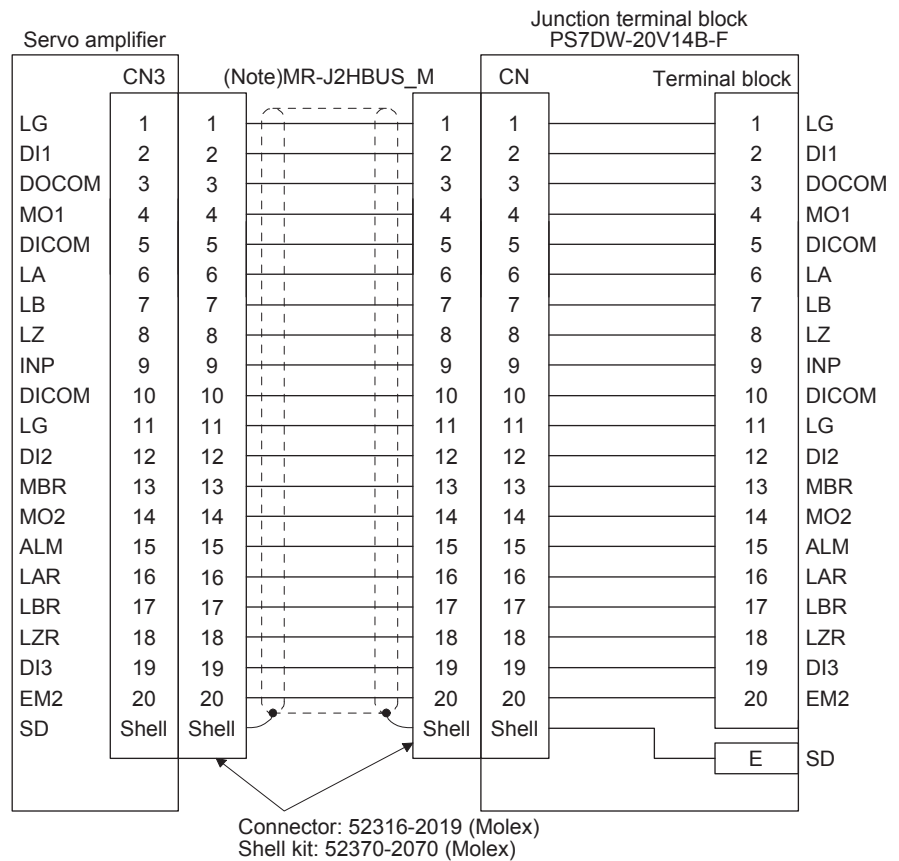 Junction terminal block
Servo amplifier PS7DW-20V14B-F
CN3 (Note)MR-J2HBUS_M CN Terminal block
LG 1 1 1 1 1 LG
DI1 2 2 2 2 2 DI1
DOCOM 3 3 3 3 3 DOCOM
MO1 4 4 4 4 4 MO1
DICOM 5 5 5 5 5 DICOM
LA 6 6 6 6 6 LA
LB 7 7 7 7 7 LB
LZ 8 8 8 8 8 LZ
INP 9 9 9 9 9 INP
DICOM 10 10 10 10 10 DICOM
LG 11 11 11 11 11 LG
DI2 12 12 12 12 12 DI2
MBR 13 13 13 13 13 MBR
MO2 14 14 14 14 14 MO2
ALM 15 15 15 15 15 ALM
LAR 16 16 16 16 16 LAR
LBR 17 17 17 17 17 LBR
LZR 18 18 18 18 18 LZR
DI3 19 19 19 19 19 DI3
EM2 20 20 20 20 20 EM2
SD Shell Shell Shell Shell
E SD
Connector: 52316-2019 (Molex)
Shell kit: 52370-2070 (Molex)